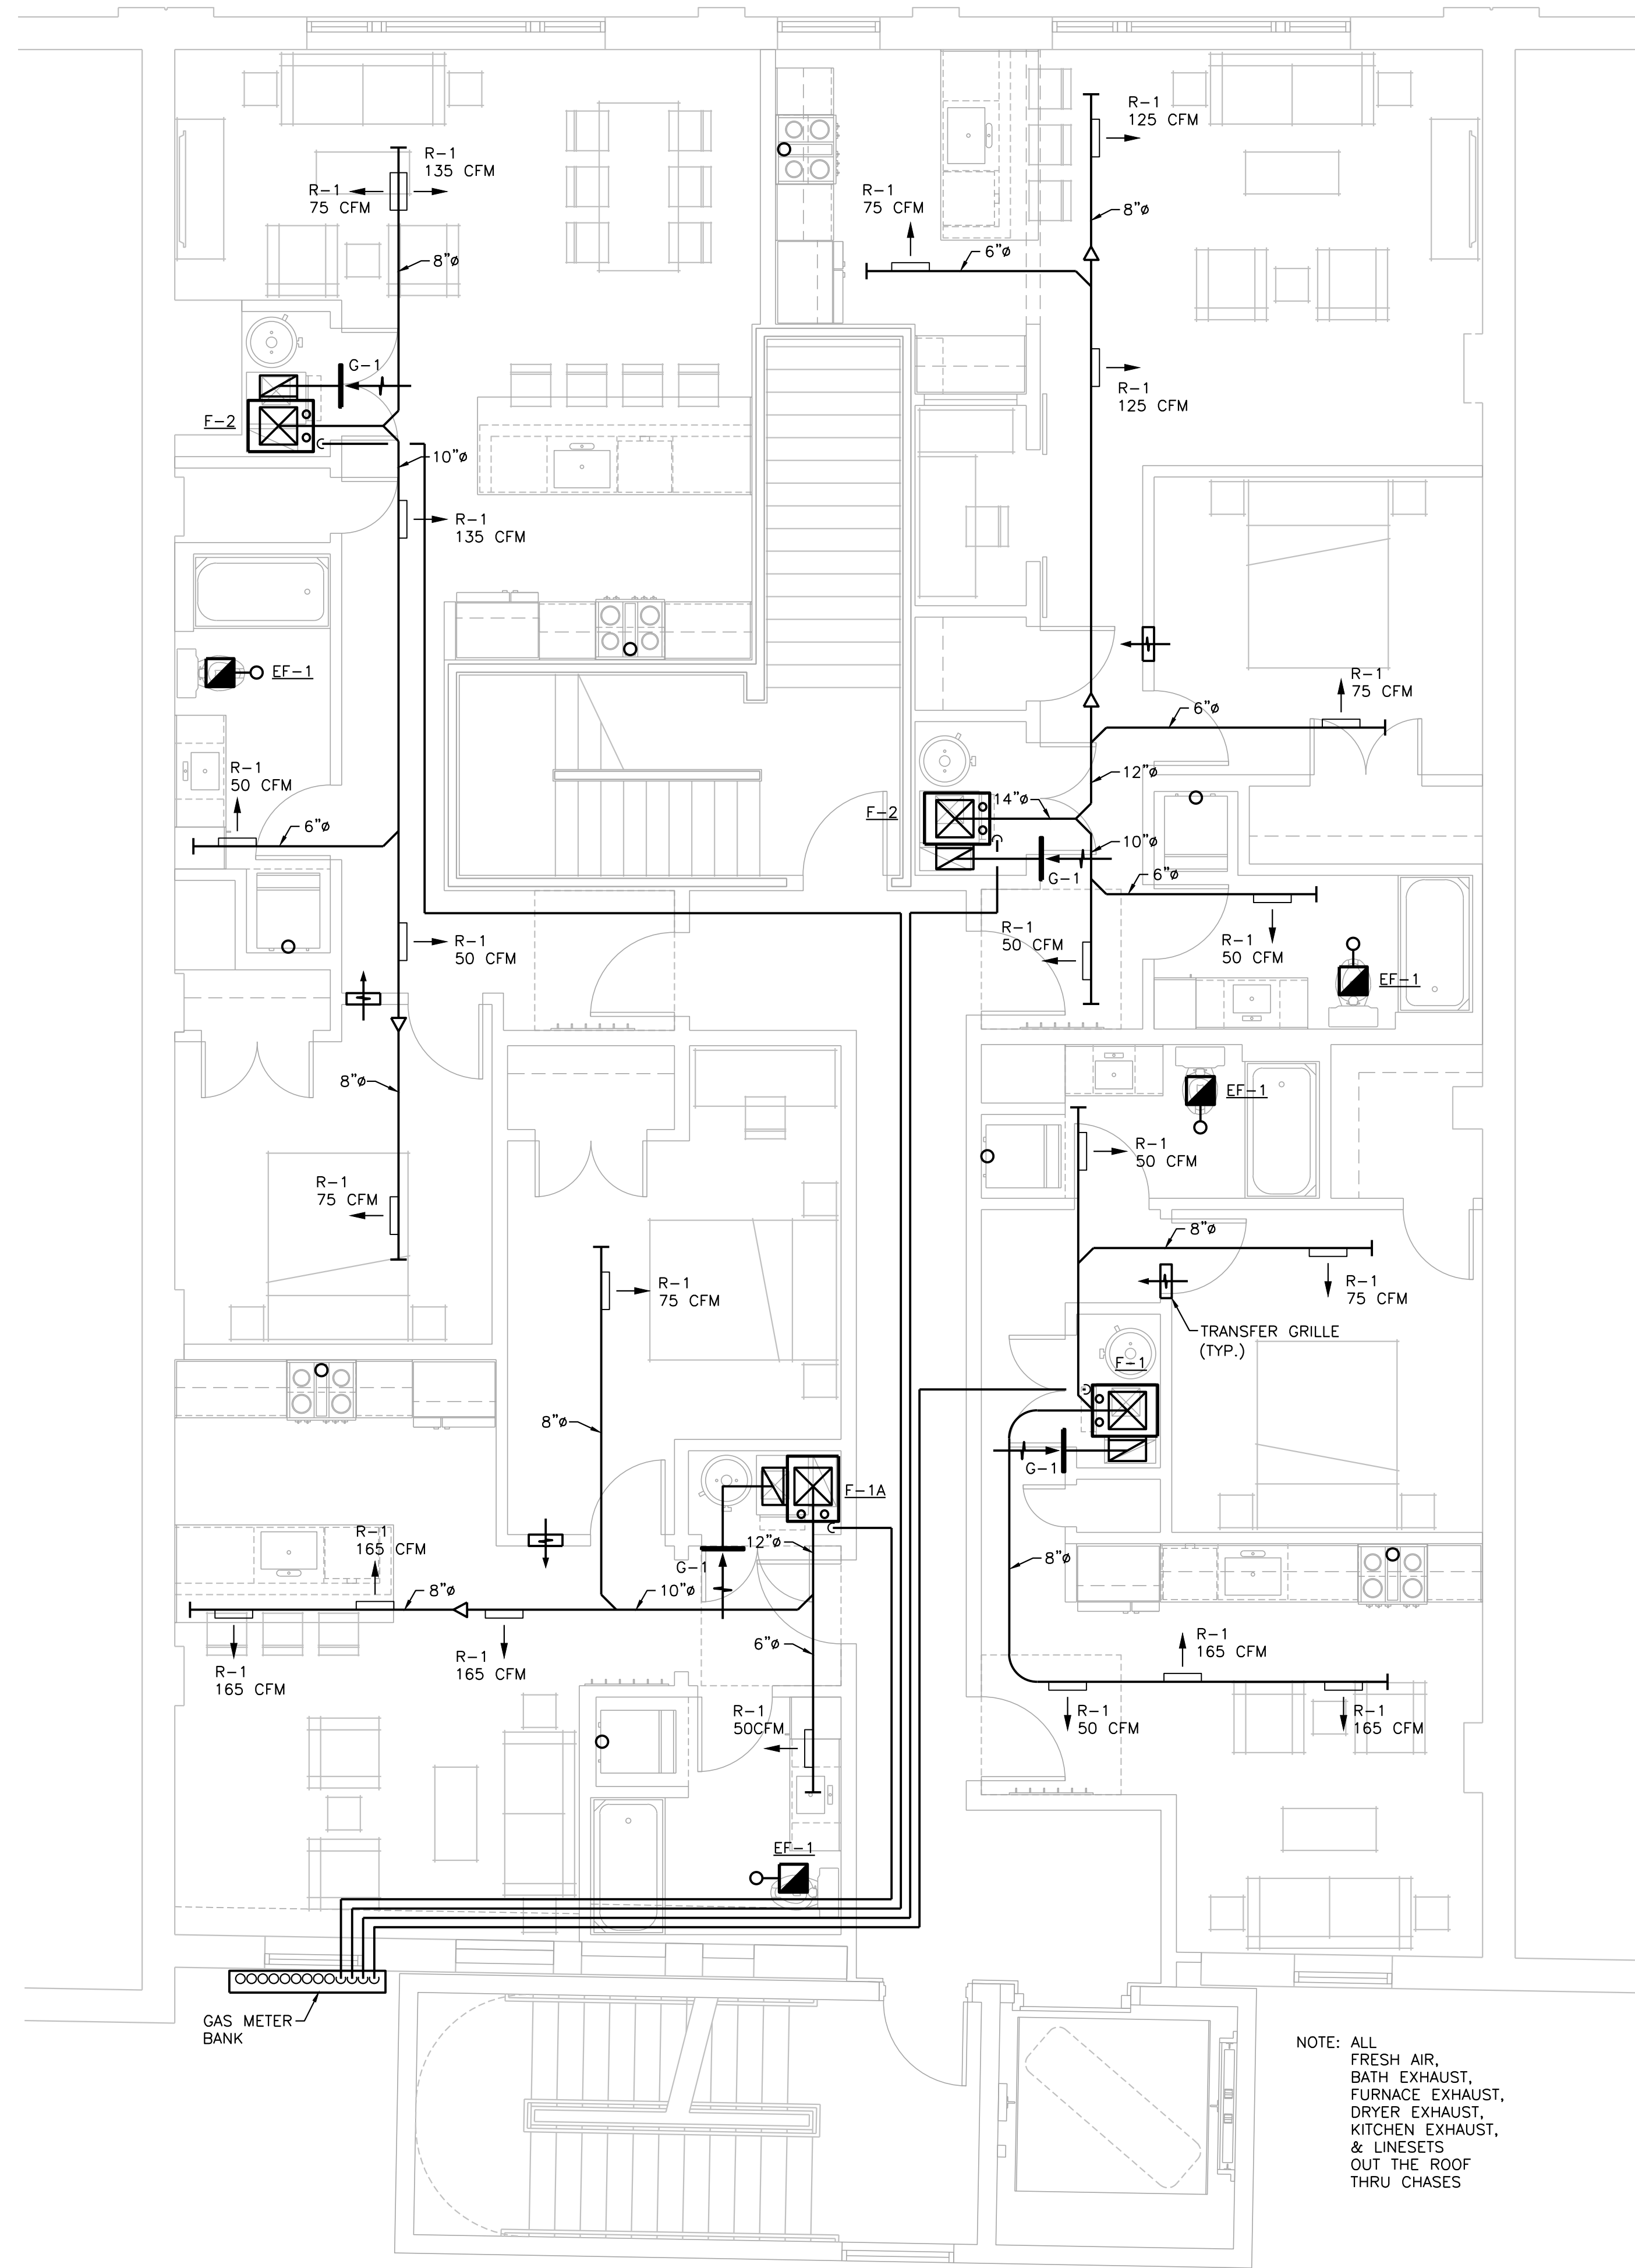 R-1
125 CFM
R-1
135 CFM
R-1
75 CFM
R-1
75 CFM
8"ø
6"ø
8"ø
G-1
R-1
125 CFM
F-2
10"ø
R-1
135 CFM
EF-1
R-1
75 CFM
6"ø
R-1
50 CFM
12"ø
14"ø
F-2
6"ø
10"ø
G-1
6"ø
R-1
50 CFM
R-1
50 CFM
R-1
50 CFM
EF-1
8"ø
EF-1
R-1
50 CFM
R-1
75 CFM
8"ø
R-1
75 CFM
R-1
75 CFM
TRANSFER GRILLE
(TYP.)
F-1
8"ø
G-1
F-1A
R-1
165 CFM
12"ø
G-1
8"ø
8"ø
10"ø
6"ø
R-1
165 CFM
R-1
165 CFM
R-1
165 CFM
R-1
50CFM
R-1
50 CFM
R-1
165 CFM
EF-1
GAS METER
BANK
NOTE: ALL
FRESH AIR,
BATH EXHAUST,
FURNACE EXHAUST,
DRYER EXHAUST,
KITCHEN EXHAUST,
& LINESETS
OUT THE ROOF
THRU CHASES